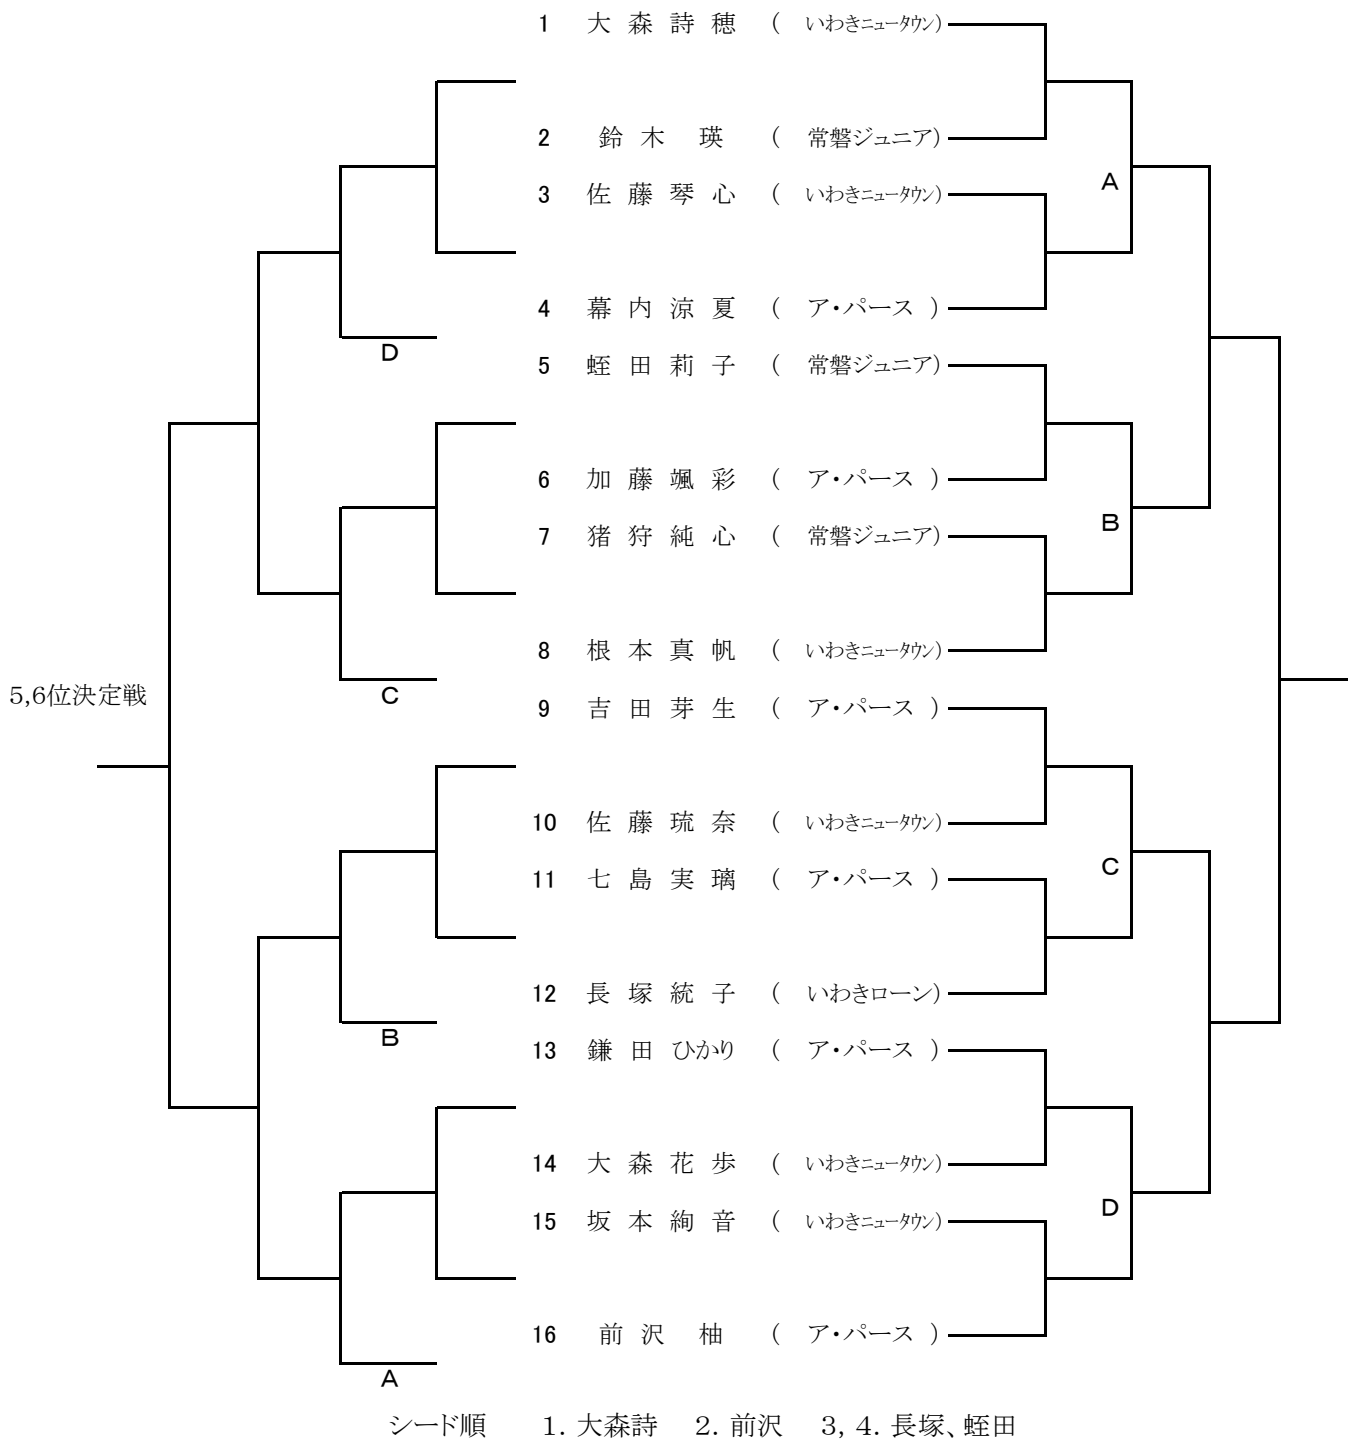 1 大森詩穂 ( いわきニュータウン)
2 鈴木 瑛 ( 常磐ジュニア)
A
3 佐藤琴心 ( いわきニュータウン)
4 幕内涼夏 ( ア・パース )
D
5 蛭田莉子 ( 常磐ジュニア)
6 加藤颯彩 ( ア・パース )
B
7 猪狩純心 ( 常磐ジュニア)
8 根本真帆 ( いわきニュータウン)
C
5,6位決定戦
9 吉田芽生 ( ア・パース )
10 佐藤琉奈 ( いわきニュータウン)
C
11 七島実璃 ( ア・パース )
12 長塚統子 ( いわきローン)
B
13 鎌田ひかり ( ア・パース )
14 大森花歩 ( いわきニュータウン)
D
15 坂本絢音 ( いわきニュータウン)
16 前沢 柚 ( ア・パース )
A
シード順 1. 大森詩 2. 前沢 3, 4. 長塚、蛭田